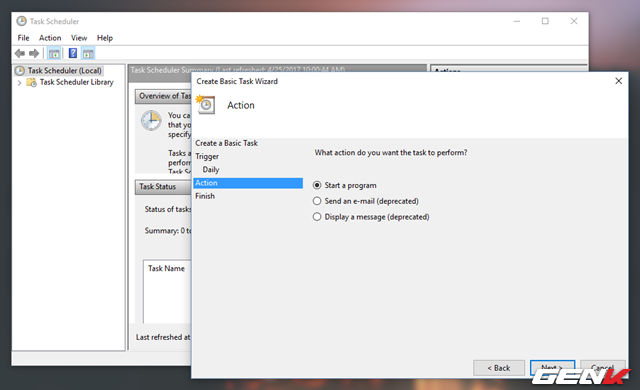 Task Scheduler
File Action View Help
Task Scheduler (Local)
Task Scheduler Library
Task Scheduler Summary (Last refreshed: 4/25/2017 10:00:44 AM)
Actions
Overview of Tas
You ca
that yo
specify
Tasks a
perform
Task Sc
Task Status
Status of tasks
Summary: 0 to
Task Name
Last refreshed at
Create Basic Task Wizard
Action
Create a Basic Task
Trigger
Daily
Action
Finish
What action do you want the task to perform?
Start a program
Send an e-mail (deprecated)
Display a message (deprecated)
< Back
Next >
Cancel
GENK